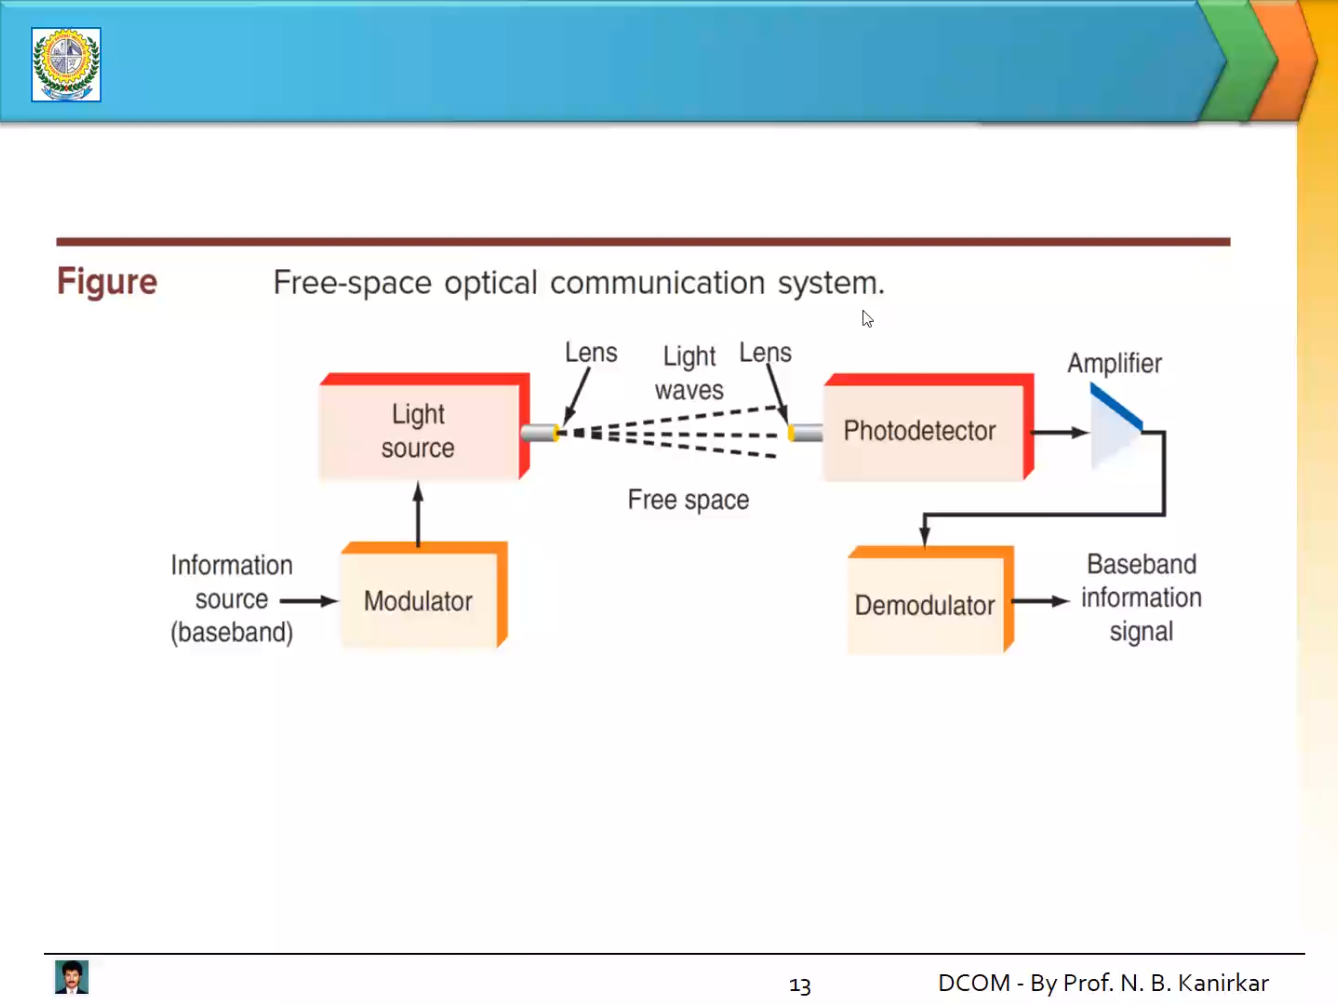 Figure Free-space optical communication system.
Lens
Light
waves
Lens
Amplifier
Light
source
Photodetector
Free space
Information
source
(baseband)
Modulator
Demodulator
Baseband
information
signal
13
DCOM - By Prof. N. B. Kanirkar